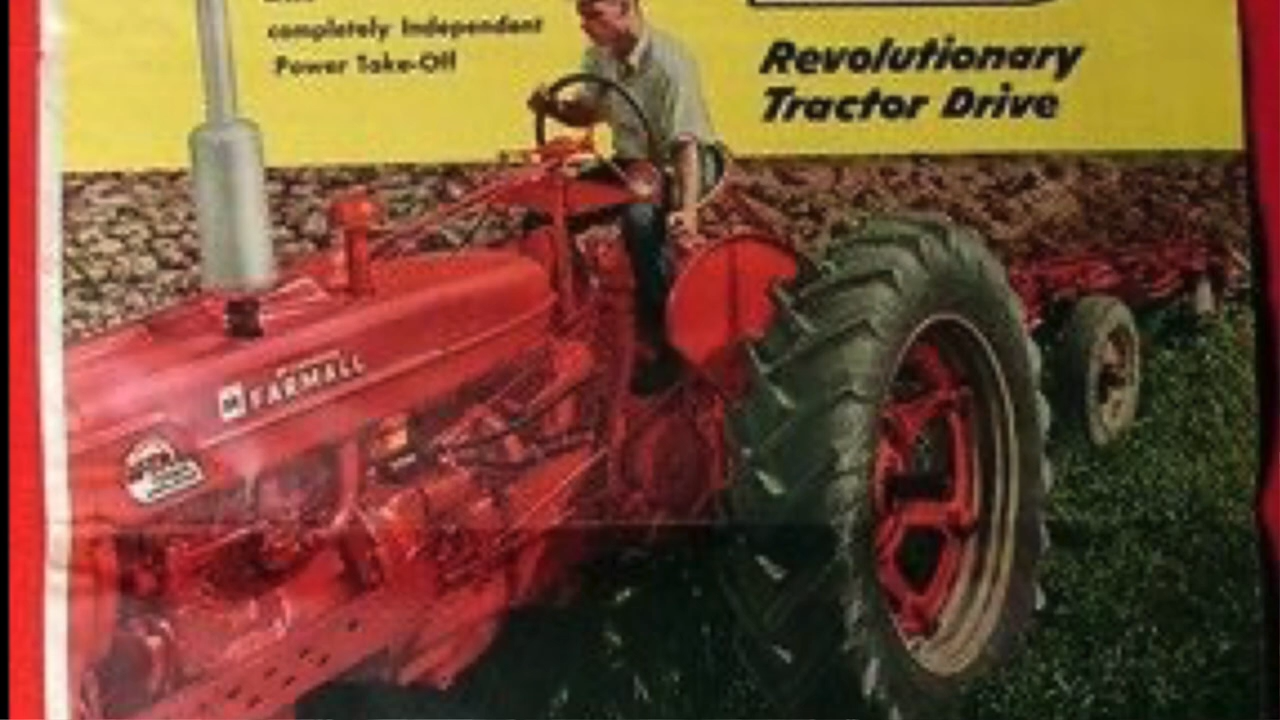 completely Independent
Power Take-Off
Revolutionary
Tractor Drive
FARMALL